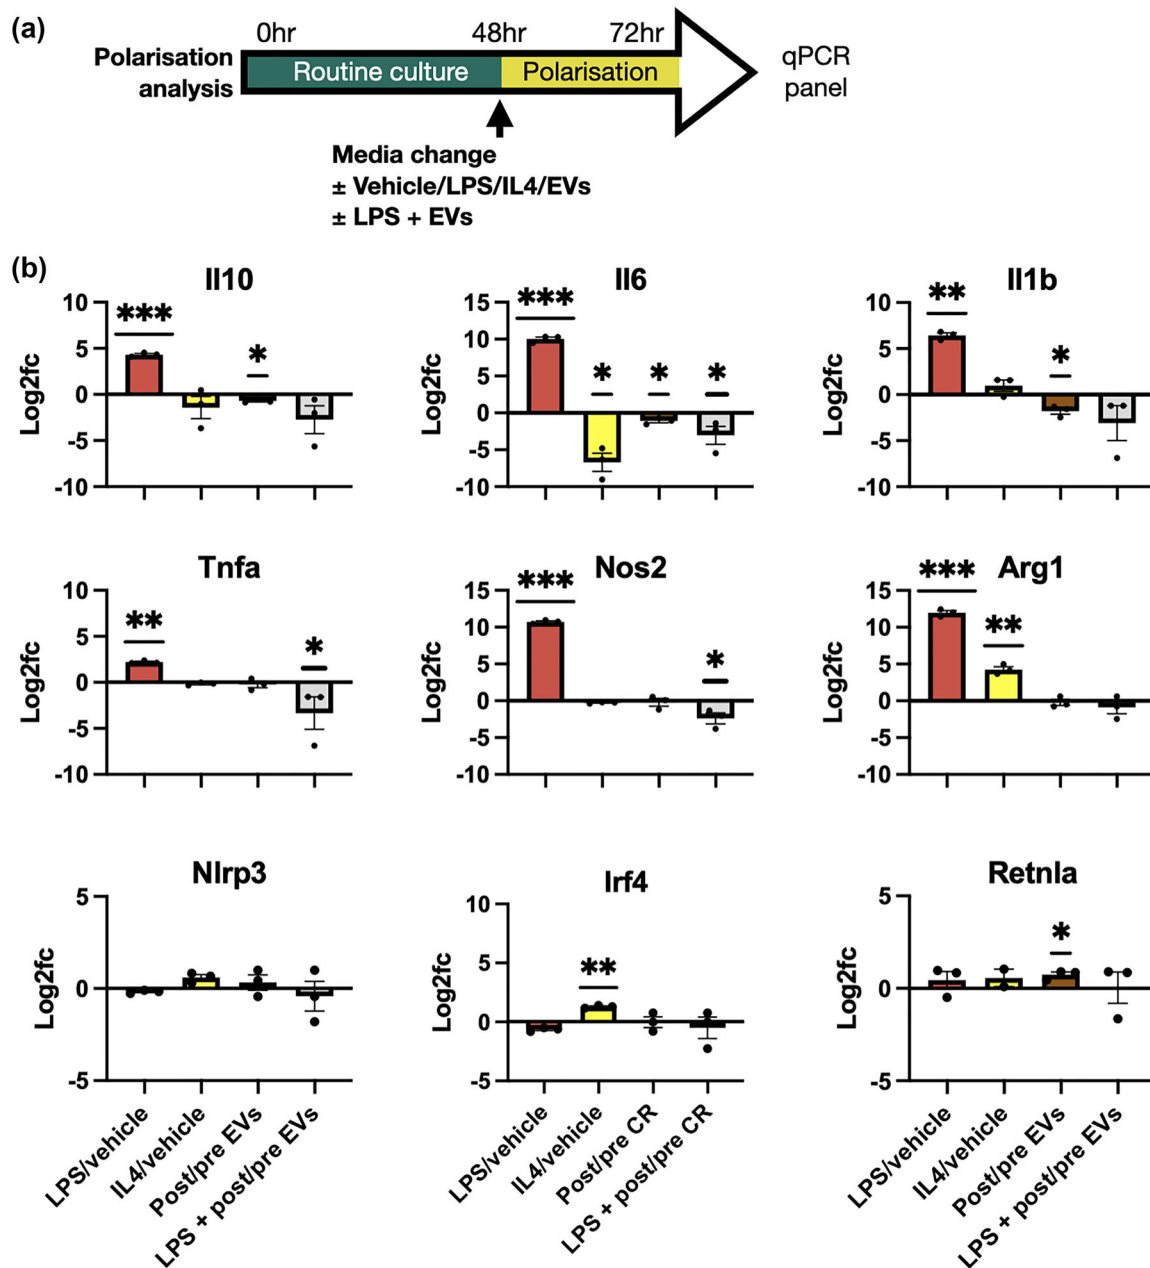 (a)
0hr 48hr 72hr
Polarisation analysis
Routine culture
Polarisation
qPCR panel
Media change
± Vehicle/LPS/IL4/EVs
± LPS + EVs
(b)
Il10
Log2fc
10
5
0
-5
-10
***
*
Il6
Log2fc
15
10
5
0
-5
-10
***
*
*
*
Il1b
Log2fc
10
5
0
-5
-10
**
*
Tnfa
Log2fc
10
5
0
-5
-10
**
*
Nos2
Log2fc
15
10
5
0
-5
-10
***
*
Arg1
Log2fc
15
10
5
0
-5
-10
***
**
Nlrp3
Log2fc
5
0
-5
LPS/vehicle
IL4/vehicle
Post/pre EVs
LPS + post/pre EVs
Irf4
Log2fc
10
5
0
-5
**
LPS/vehicle
IL4/vehicle
Post/pre CR
LPS + post/pre CR
Retnla
Log2fc
5
0
-5
*
LPS/vehicle
IL4/vehicle
Post/pre EVs
LPS + post/pre EVs